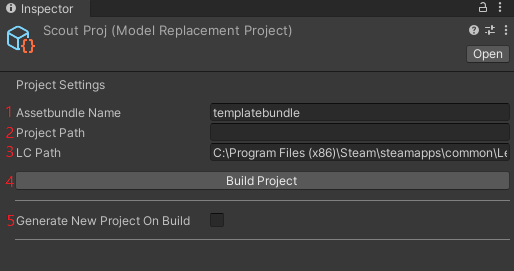 Inspector
Scout Proj (Model Replacement Project)
Open
Project Settings
1 Assetbundle Name templatebundle
2 Project Path
3 LC Path C:\Program Files (x86)\Steam\steamapps\common\Le
4 Build Project
5 Generate New Project On Build